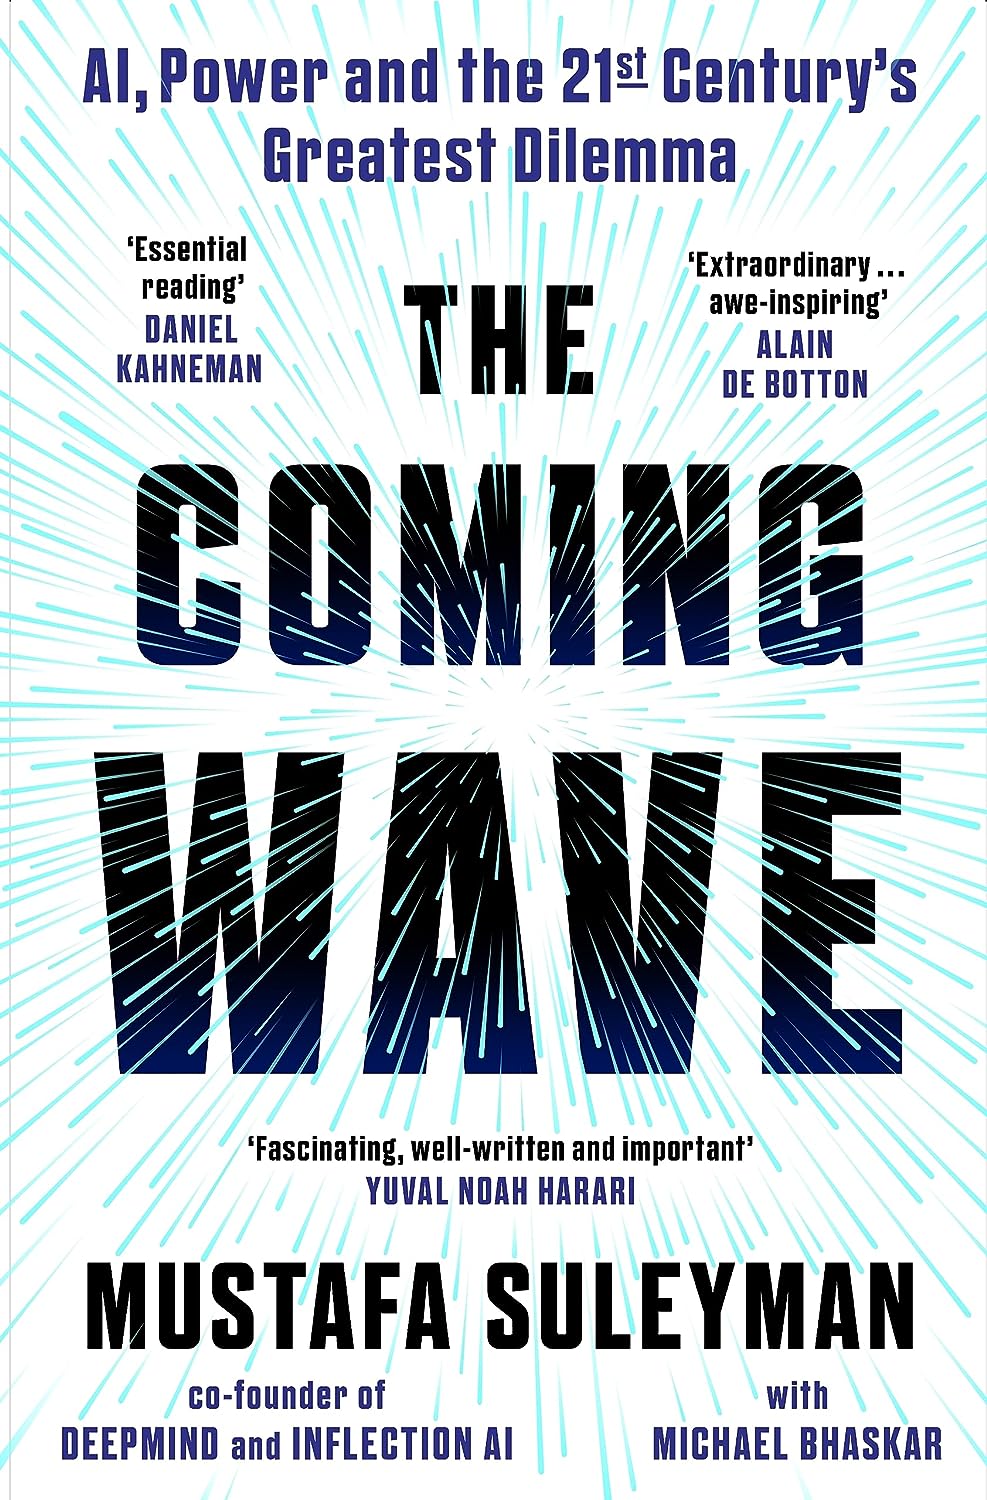 AI, Power and the 21st Century's
Greatest Dilemma
‘Essential
reading’
DANIEL
KAHNEMAN
‘Extraordinary ...
awe-inspiring’
ALAIN
DE BOTTON
THE
COMING
WAVE
‘Fascinating, well-written and important’
YUVAL NOAH HARARI
MUSTAFA SULEYMAN
co-founder of
DEEPMIND and INFLECTION AI
with
MICHAEL BHASKAR